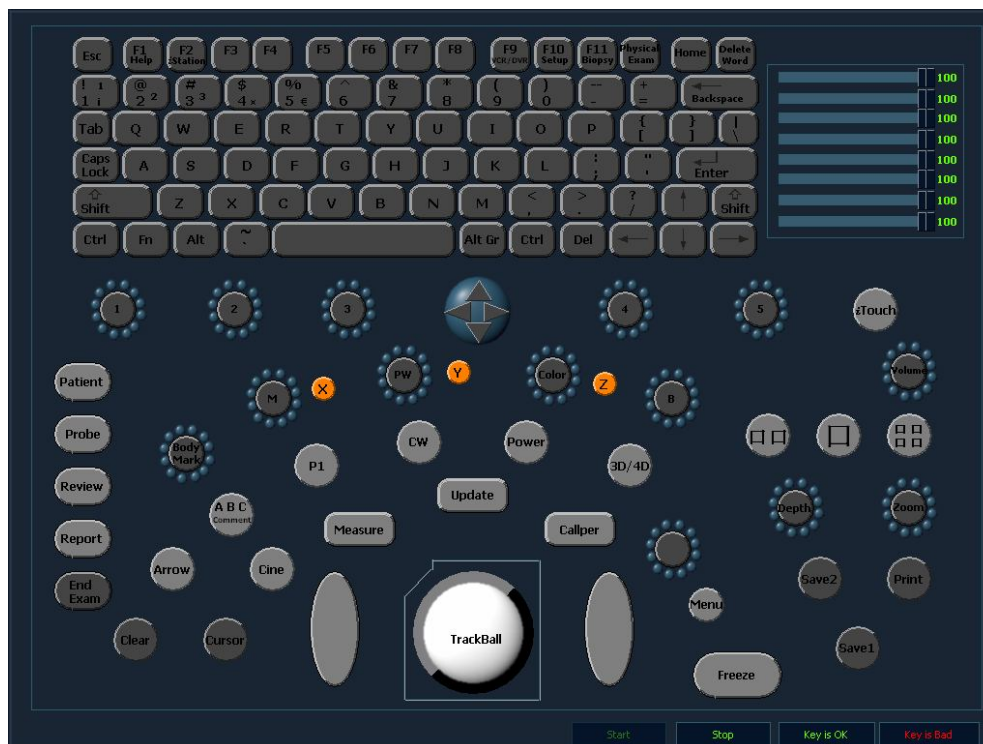 Esc F1 Help F2 iStation F3 F4 F5 F6 F7 F8 F9 VCR/DVR F10 Setup F11 Biopsy Physical Exam Home Delete Word
! 1 1 i @ 2 2 # 3 3 $ 4 × % 5 € ^ 6 & 7 * 8 ( 9 ) 0 — - + = Backspace
Tab Q W E R T Y U I O P { [ } ] | \
Caps Lock A S D F G H J K L : ; " ' Enter
Shift Z X C V B N M < , > . ? / Shift
Ctrl Fn Alt ~ ` Alt Gr Ctrl Del
100
100
100
100
100
100
100
100
1 2 3 4 5 iTouch
Patient M X PW Y Color Z B Volume
Probe Body Mark P1 CW Power 3D/4D
Review Update Depth Zoom
A B C
Comment
Report Measure Callper
Arrow Cine Save2 Print
End
Exam
Menu
Clear Cursor TrackBall Save1
Freeze
Start Stop Key is OK Key is Bad